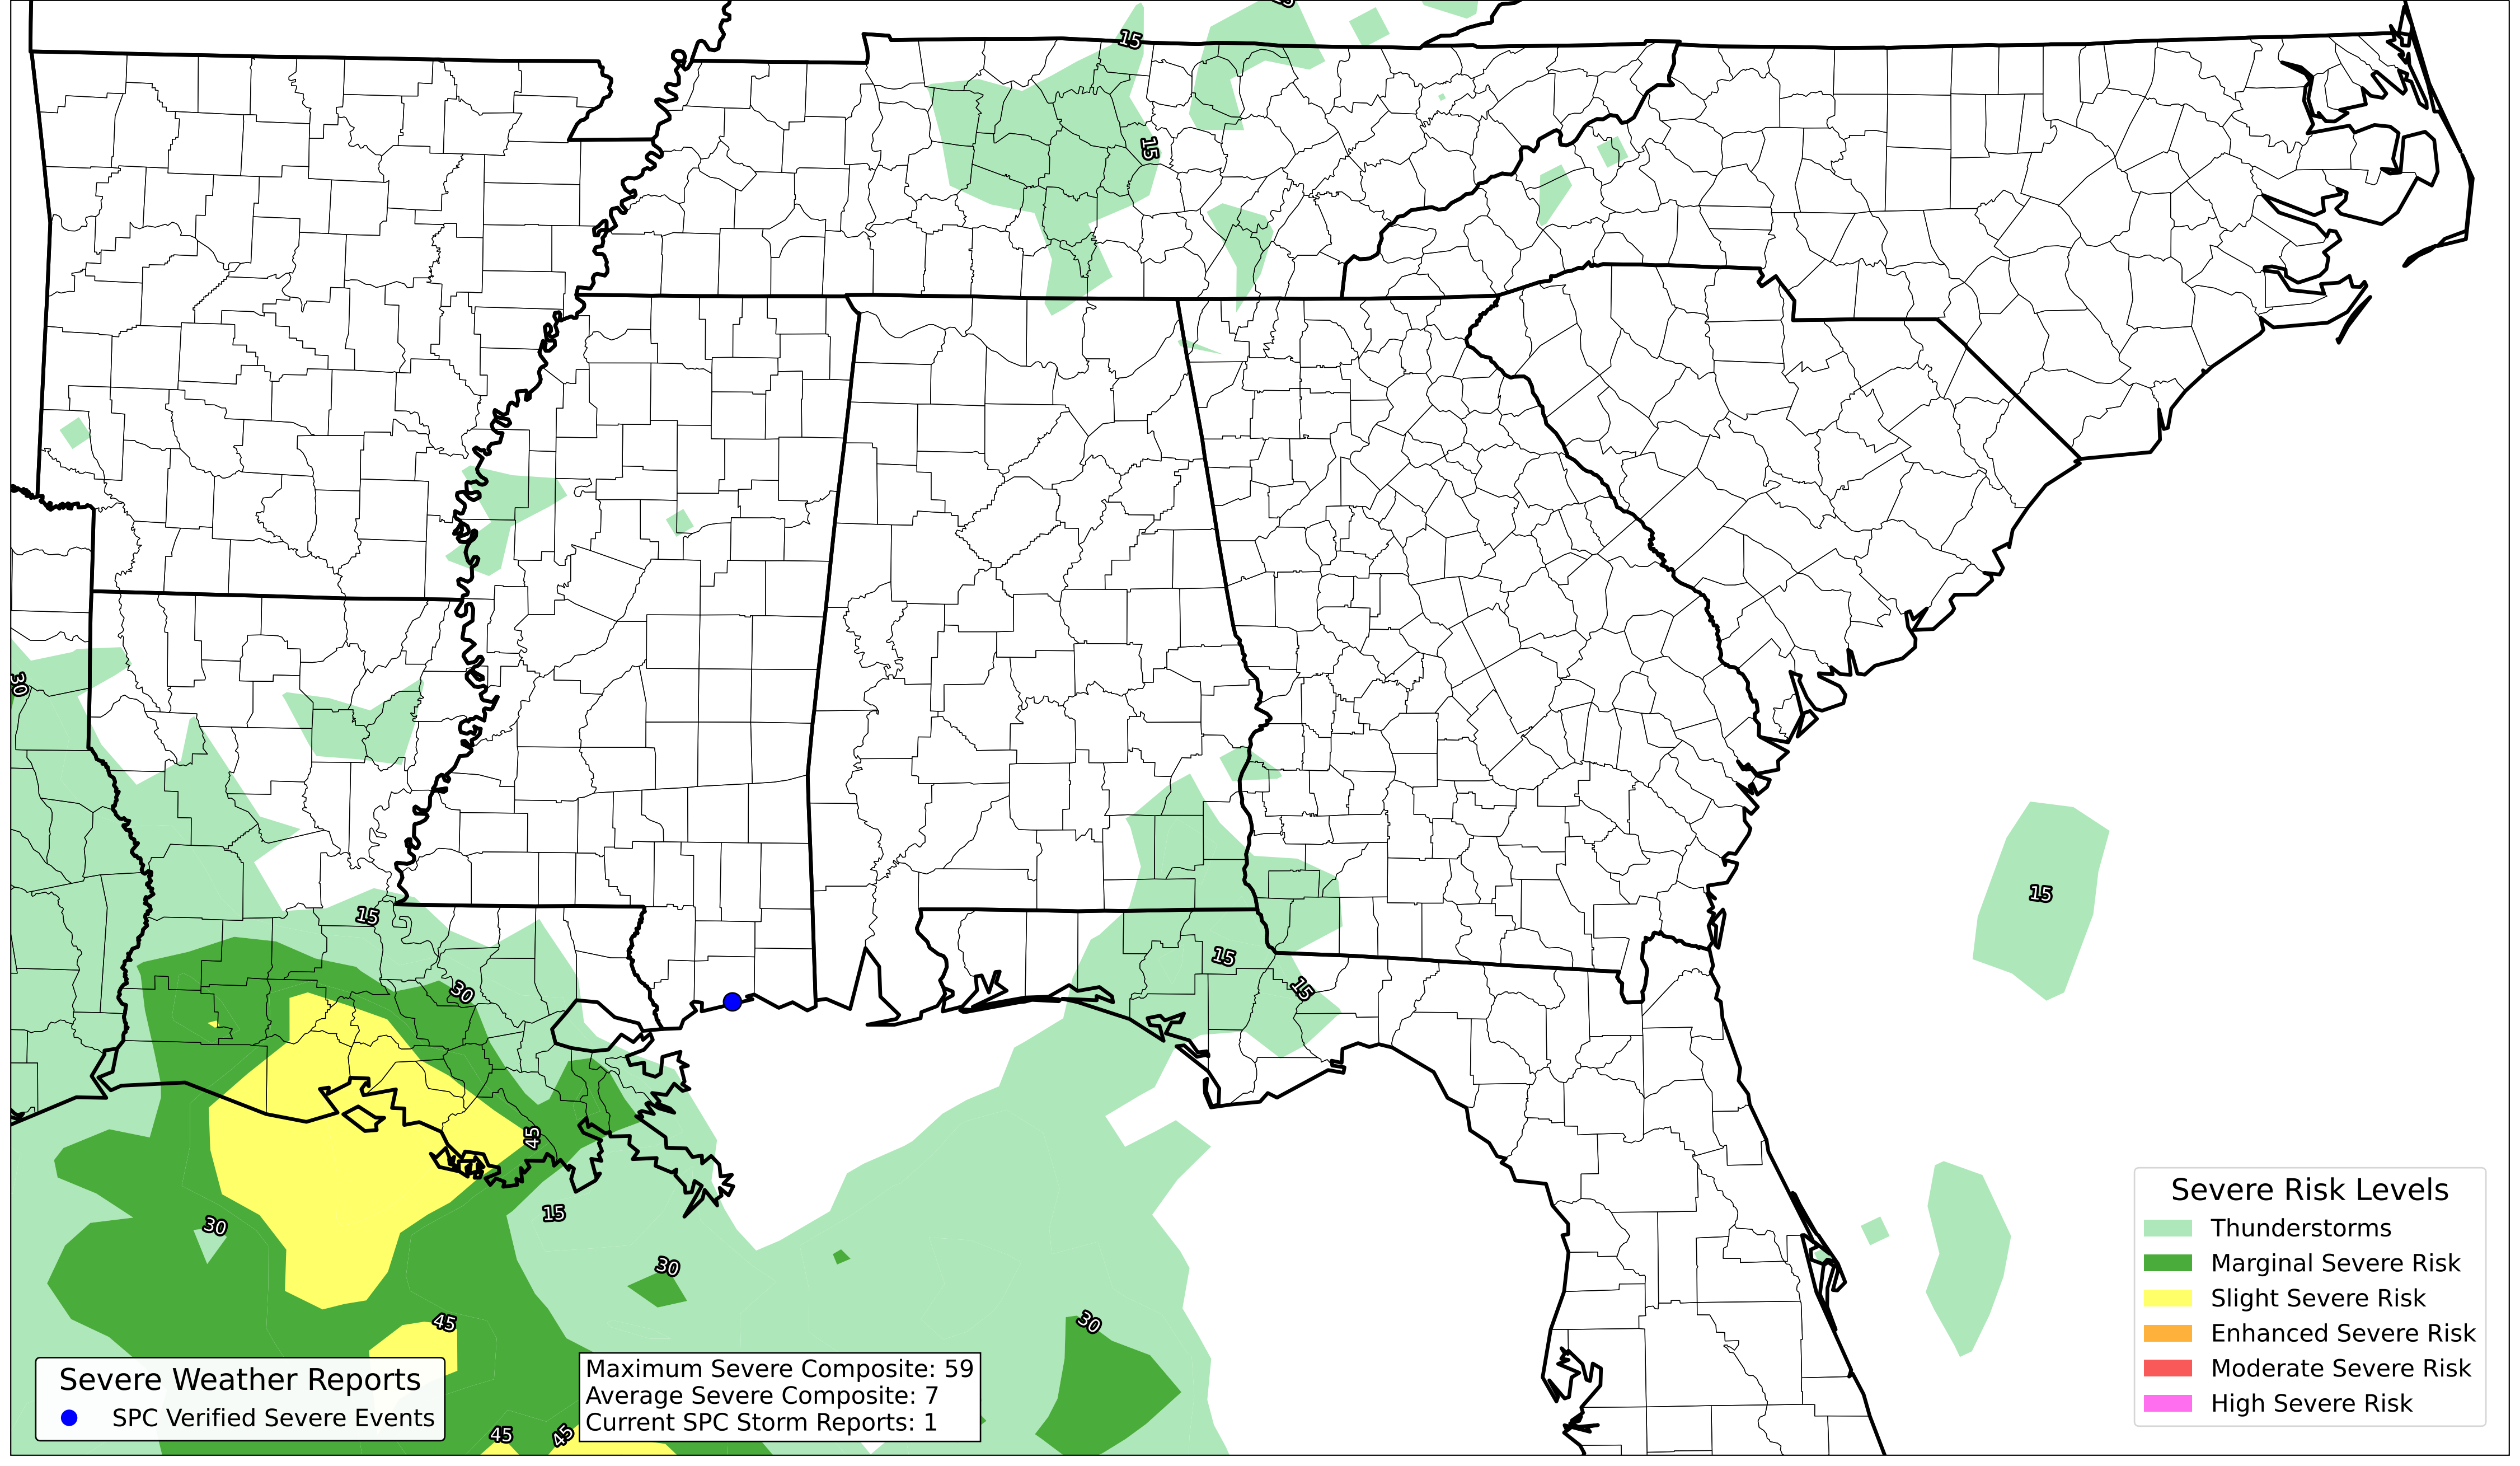 15
15
30
15
15
30
15
15
45
30
15
30
45
30
45
45
Severe Weather Reports
SPC Verified Severe Events
Maximum Severe Composite: 59
Average Severe Composite: 7
Current SPC Storm Reports: 1
Severe Risk Levels
Thunderstorms
Marginal Severe Risk
Slight Severe Risk
Enhanced Severe Risk
Moderate Severe Risk
High Severe Risk